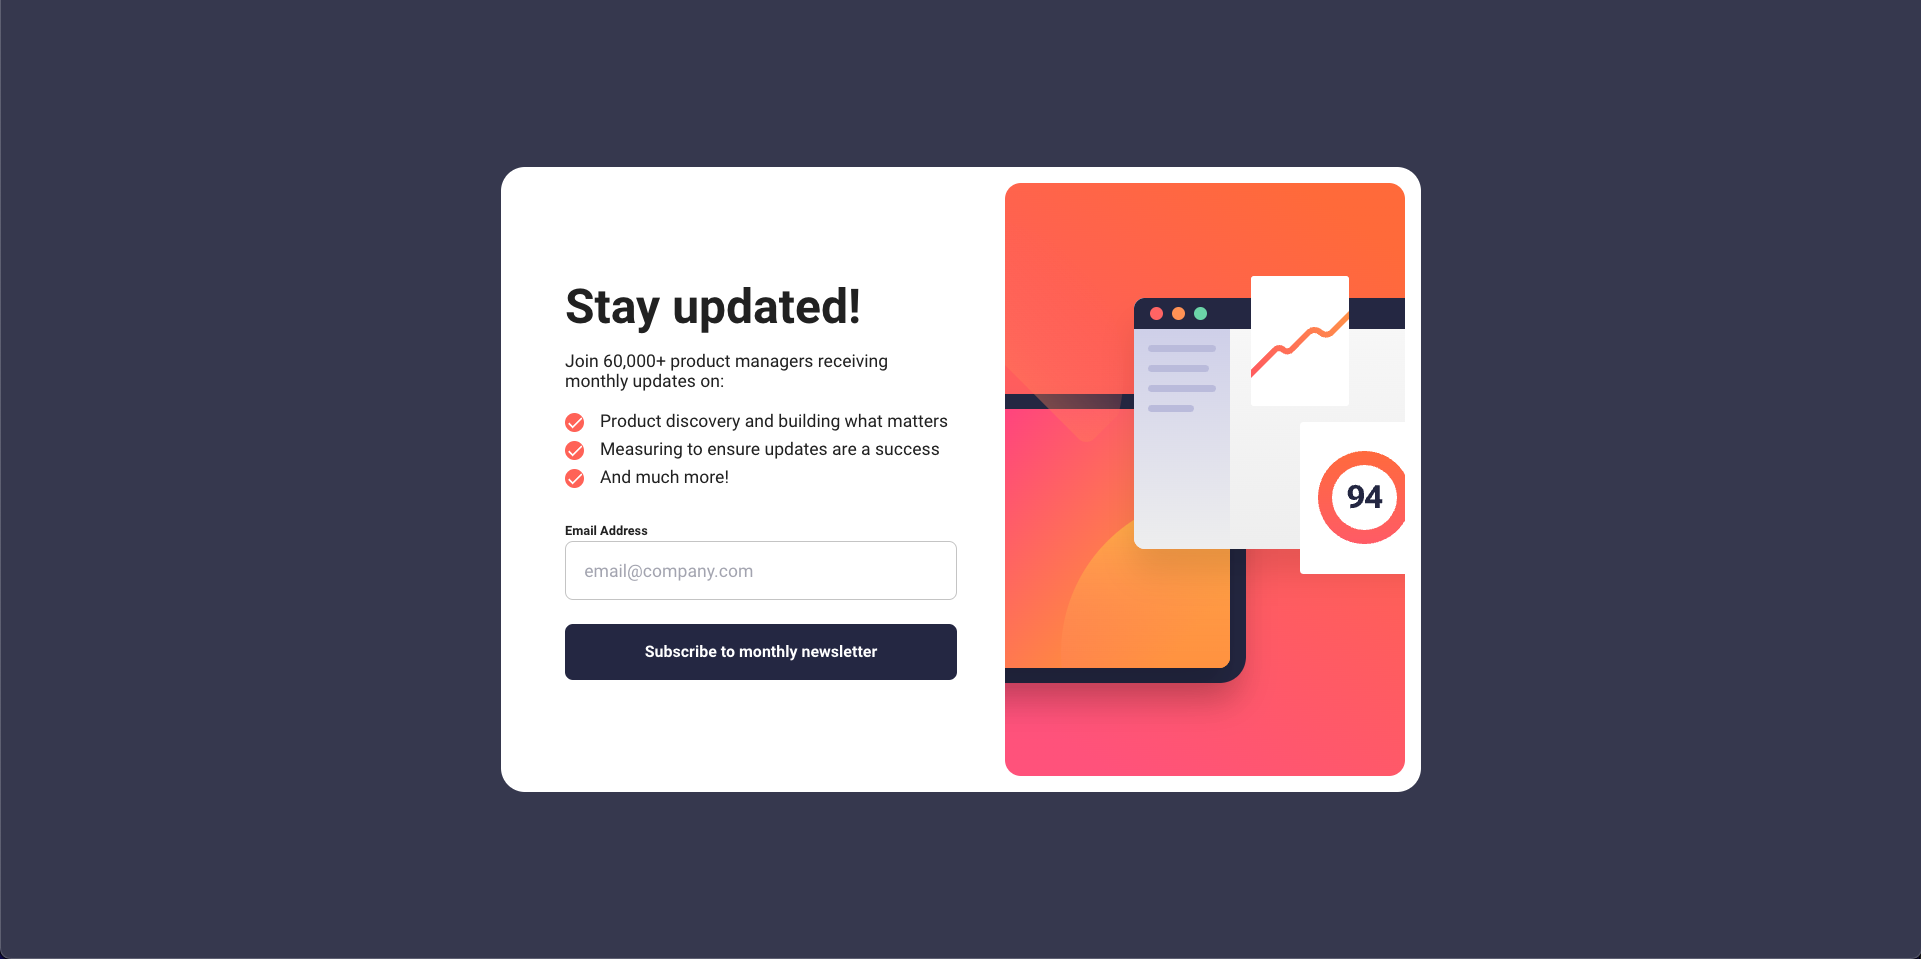 Stay updated!
Join 60,000+ product managers receiving
monthly updates on:
Product discovery and building what matters
Measuring to ensure updates are a success
And much more!
Email Address
email@company.com
Subscribe to monthly newsletter
94